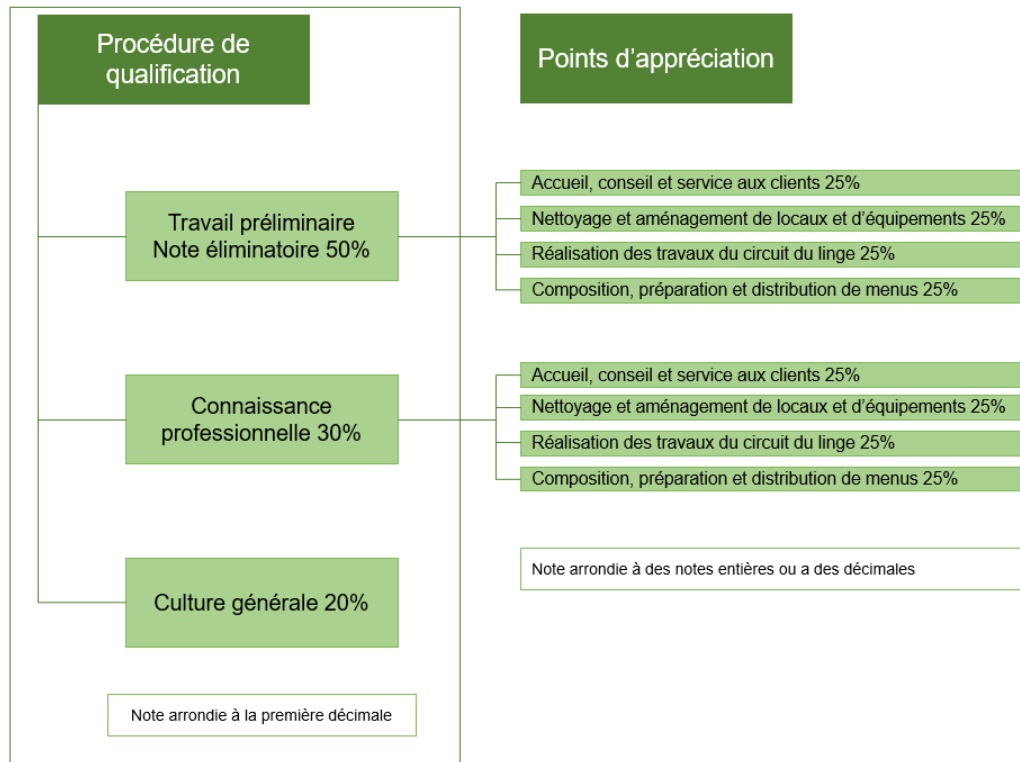 Procédure de
qualification
Points d'appréciation
Travail préliminaire
Note éliminatoire 50%
Accueil, conseil et service aux clients 25%
Nettoyage et aménagement de locaux et d'équipements 25%
Réalisation des travaux du circuit du linge 25%
Composition, préparation et distribution de menus 25%
Connaissance
professionnelle 30%
Accueil, conseil et service aux clients 25%
Nettoyage et aménagement de locaux et d'équipements 25%
Réalisation des travaux du circuit du linge 25%
Composition, préparation et distribution de menus 25%
Culture générale 20%
Note arrondie à des notes entières ou a des décimales
Note arrondie à la première décimale